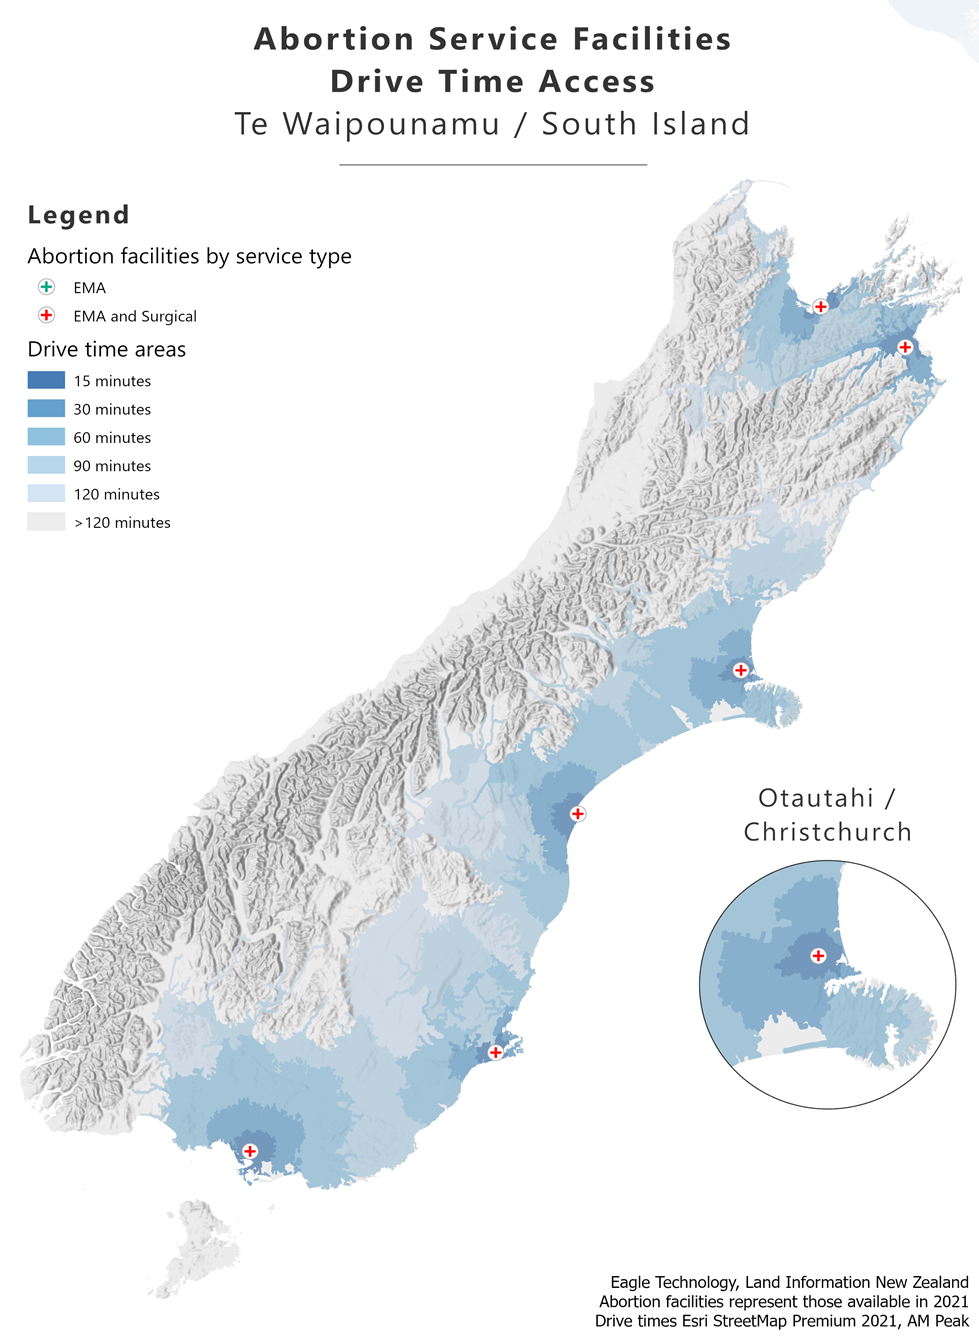 Abortion Service Facilities
Drive Time Access
Te Waipounamu / South Island
Legend
Abortion facilities by service type
EMA
EMA and Surgical
Drive time areas
15 minutes
30 minutes
60 minutes
90 minutes
120 minutes
>120 minutes
Otautahi /
Christchurch
Eagle Technology, Land Information New Zealand
Abortion facilities represent those available in 2021
Drive times Esri StreetMap Premium 2021, AM Peak